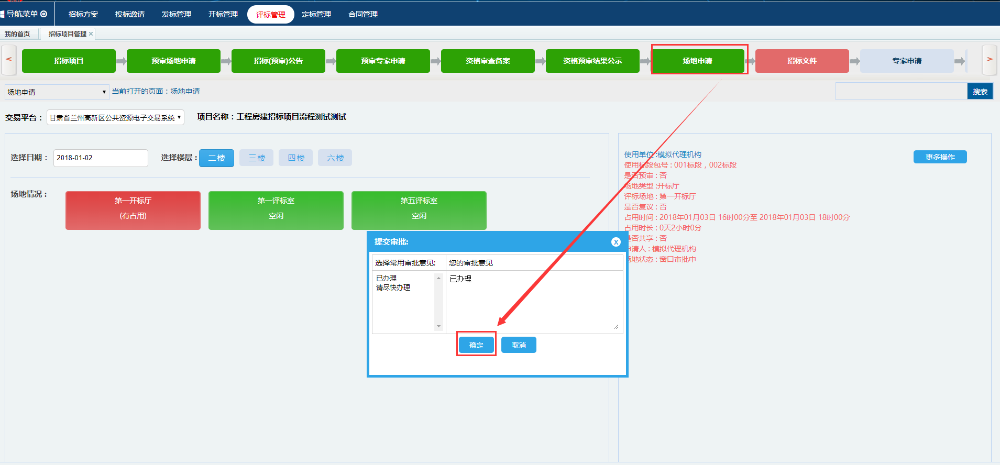 导航菜单 招标方案 投标邀请 发标管理 开标管理 评标管理 定标管理 合同管理
我的首页 招标项目管理 ×
< 招标项目 预审场地申请 招标(预审)公告 预审专家申请 资格审查备案 资格预审结果公示 场地申请 招标文件 专家申请 >
场地申请 当前打开的页面：场地申请 搜索
交易平台： 甘肃省兰州高新区公共资源电子交易系统 项目名称：工程房建招标项目流程测试测试
选择日期： 2018-01-02 选择楼层: 二楼 三楼 四楼 六楼
场地情况：
第一开标厅
(有占用)
第一评标室
空闲
第五评标室
空闲
使用单位:模拟代理机构
更多操作
使用标段包号：001标段，002标段
是否预审：否
场地类型:开标厅
评标场地：第一开标厅
是否复议：否
占用时间：2018年01月03日 16时00分至 2018年01月03日 18时00分
占用时长：0天2小时0分
是否共享：否
申请人：模拟代理机构
场地状态：窗口审批中
提交审批: X
选择常用审批意见: 您的审批意见
已办理
请尽快办理
已办理
确定 取消